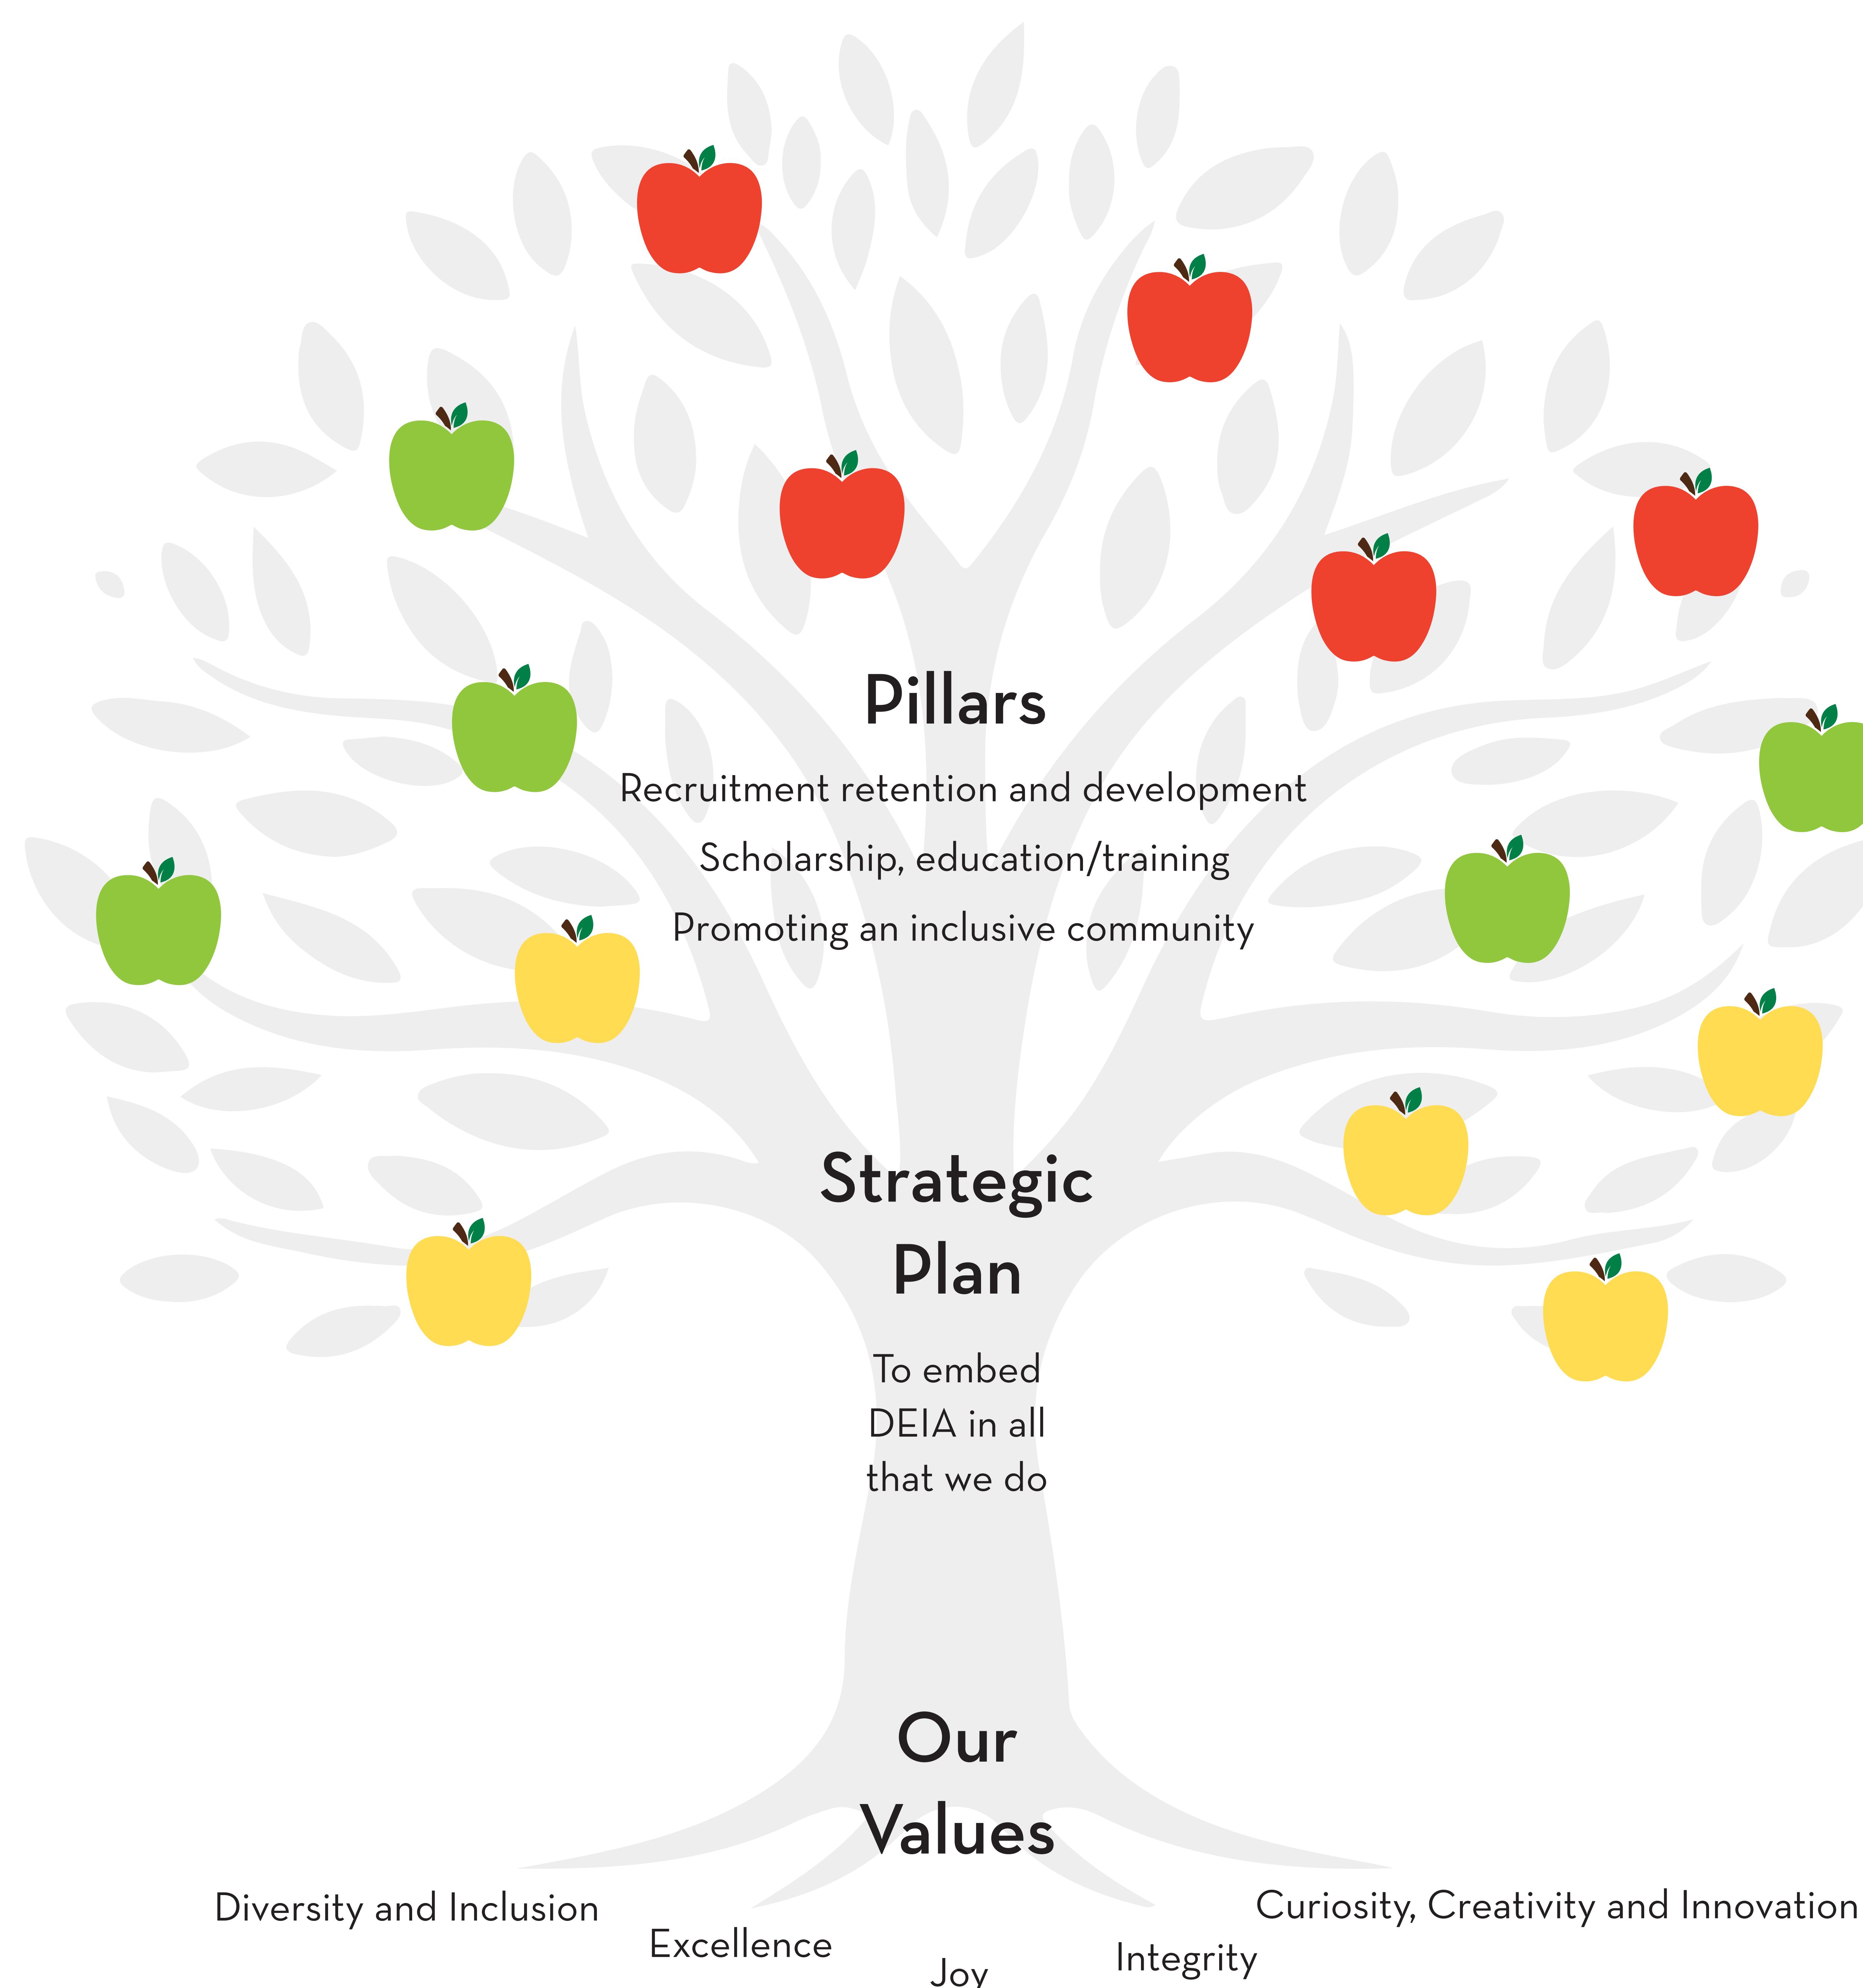 Pillars
Recruitment retention and development
Scholarship, education/training
Promoting an inclusive community
Strategic
Plan
To embed
DEIA in all
that we do
Our
Values
Diversity and Inclusion
Excellence
Joy
Integrity
Curiosity, Creativity and Innovation